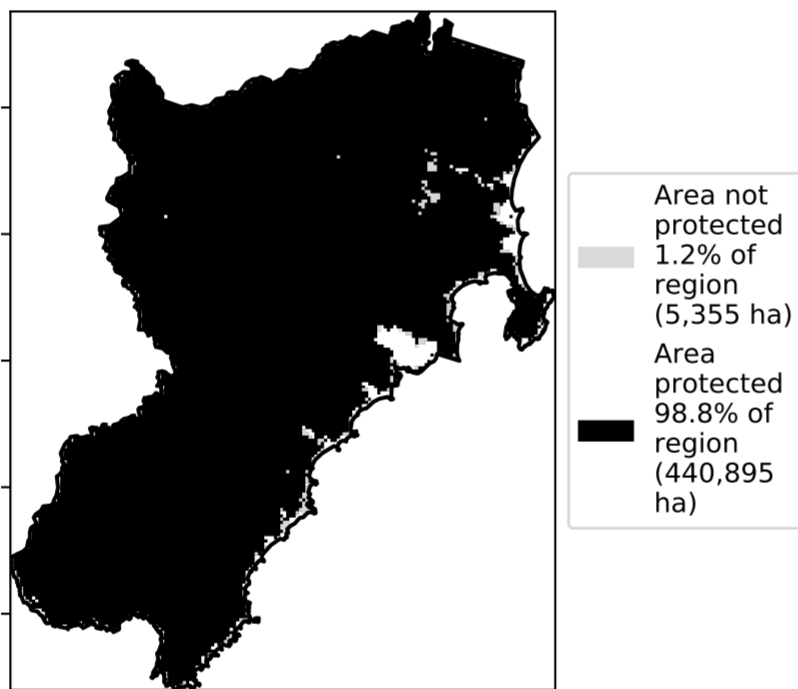 Area not
protected
1.2% of
region
(5,355 ha)
Area
protected
98.8% of
region
(440,895
ha)